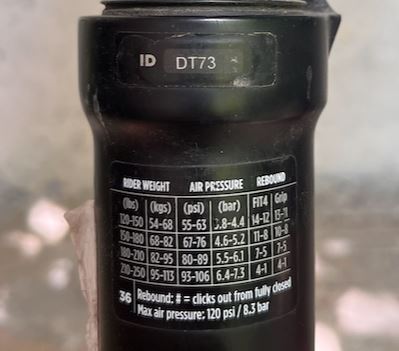 ID DT73
RIDER WEIGHT AIR PRESSURE REBOUND
(lbs) (kgs) (psi) (bar) FIT4 Grip
120-150 54-68 55-63 3.8-4.4 14-12 13-11
150-180 68-82 67-76 4.6-5.2 11-8 10-8
180-210 82-95 80-89 5.5-6.1 7-5 7-5
210-250 95-113 93-106 6.4-7.3 4-1 4-1
36 Rebound: # = clicks out from fully closed
Max air pressure: 120 psi / 8.3 bar